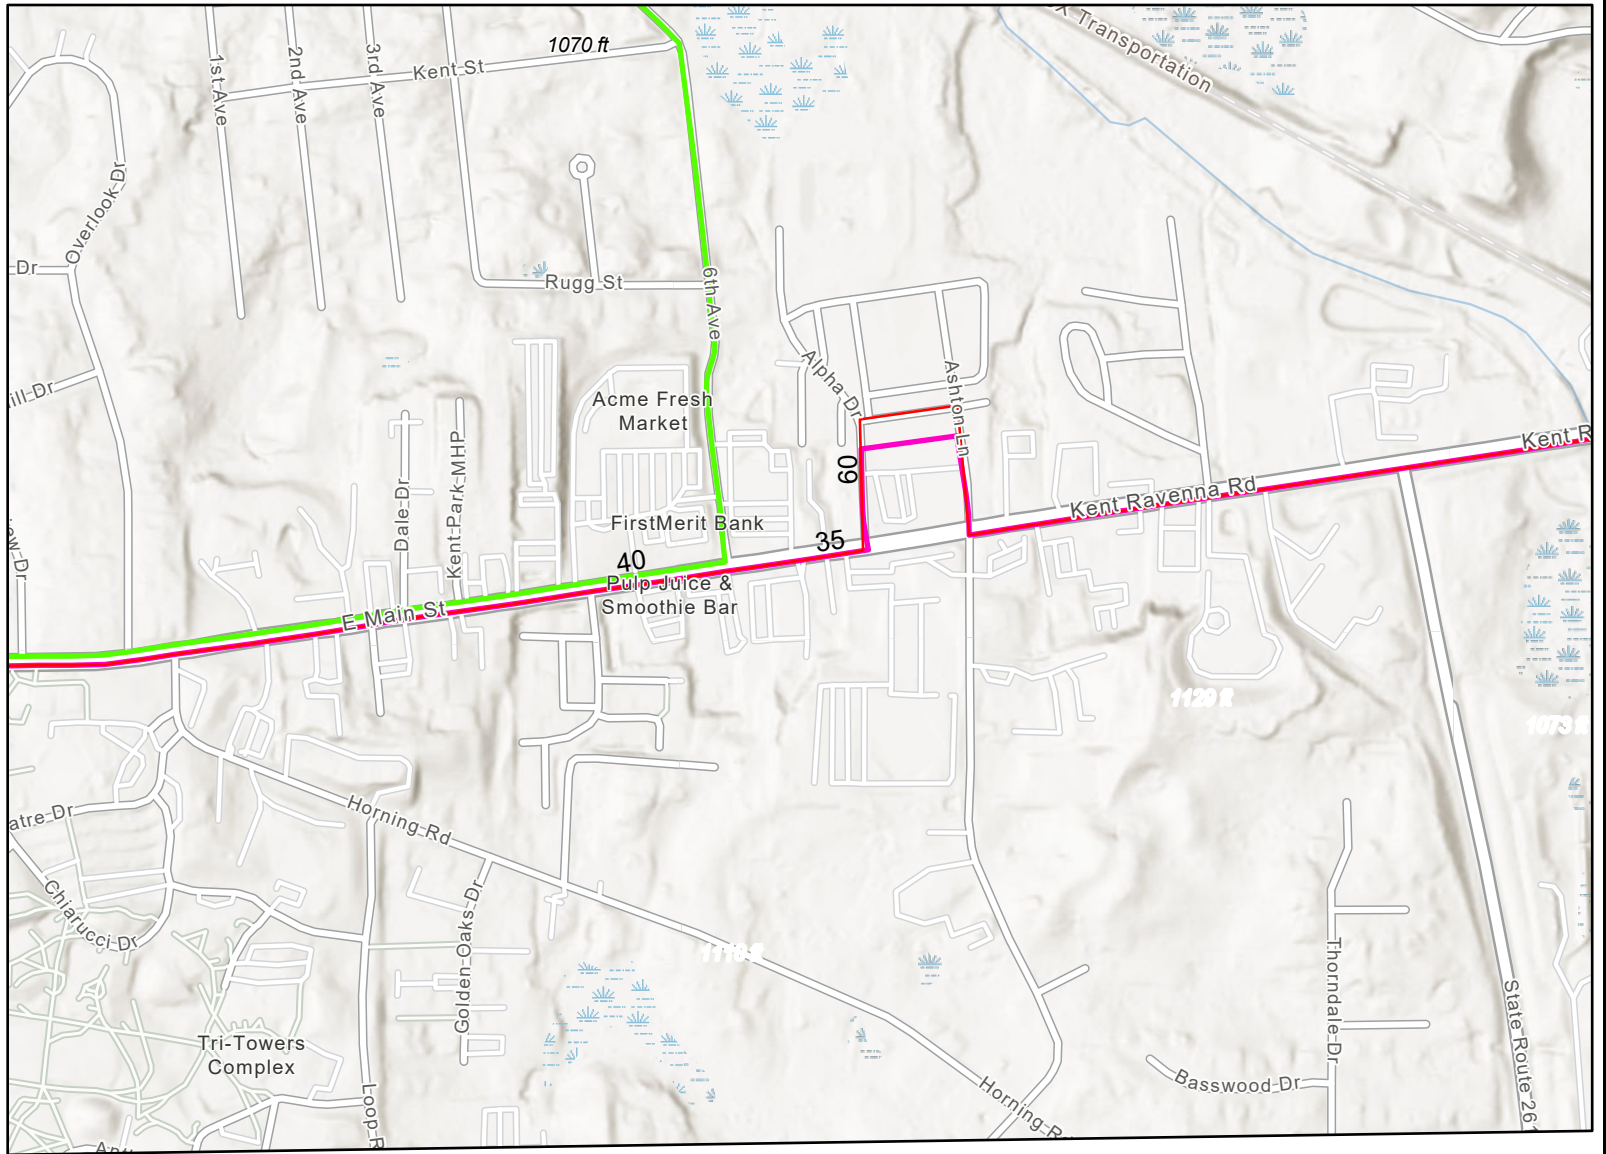 1070 ft
X Transportation
1st Ave
2nd Ave
3rd Ave
Kent St
Overlook Dr
Dr
Rugg St
6th Ave
ill Dr
Alpha Dr
Ashton Ln
Acme Fresh
Market
Kent R
Dale Dr
Kent Park MHP
60
Kent Ravenna Rd
FirstMerit Bank
35
40
Pulp Juice &
Smoothie Bar
E Main St
ew Dr
1129 ft
1073 ft
atre Dr
Horning Rd
Chiarucci Dr
Golden Oaks Dr
1116 ft
Thorndale Dr
State Route 261
Tri-Towers
Complex
Loop R
Basswood Dr
Horning R